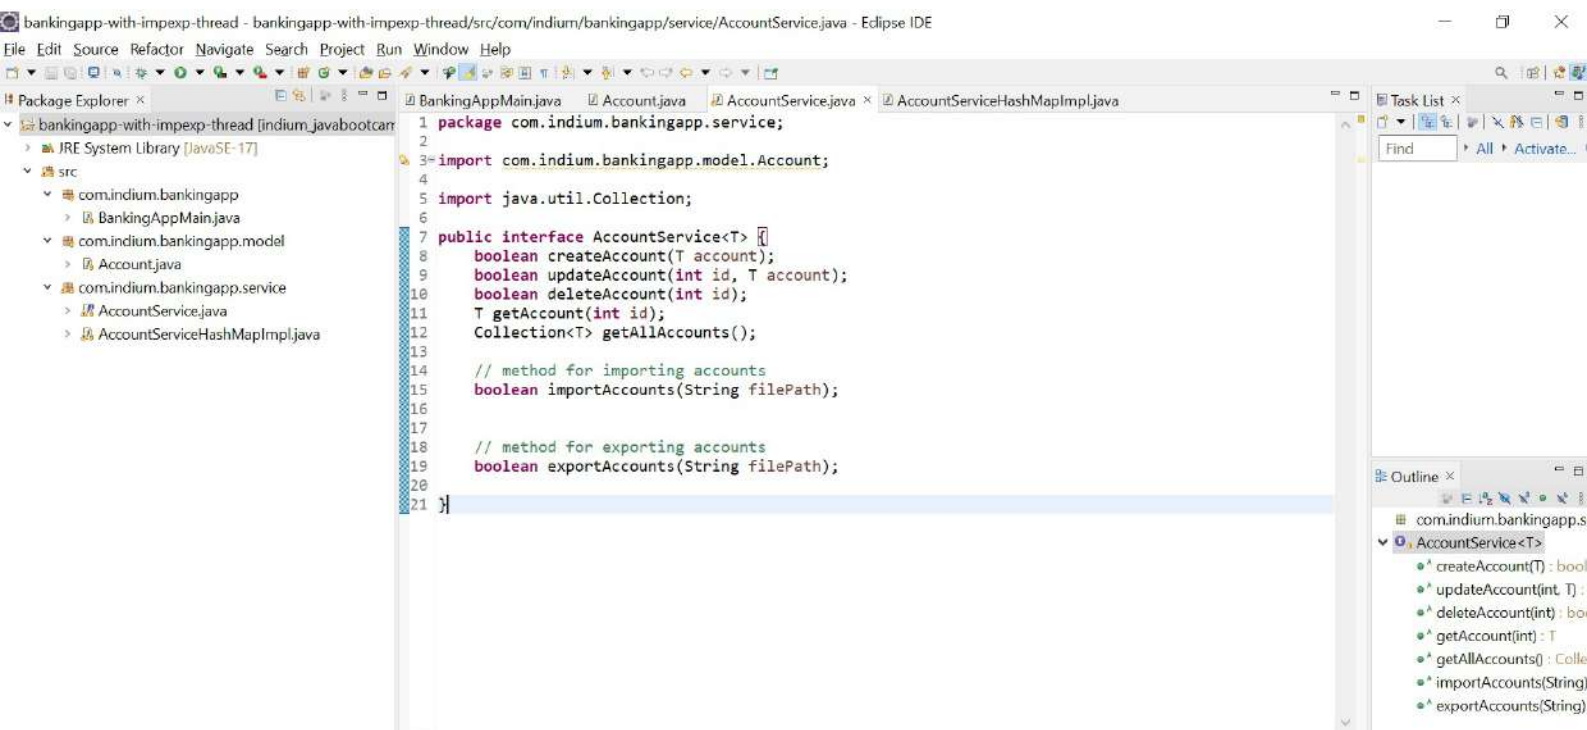 bankingapp-with-impexp-thread - bankingapp-with-impexp-thread/src/com/indium/bankingapp/service/AccountService.java - Eclipse IDE
File Edit Source Refactor Navigate Search Project Run Window Help
Package Explorer
bankingapp-with-impexp-thread [indium_javabootcam
JRE System Library [JavaSE-17]
src
com.indium.bankingapp
BankingAppMain.java
com.indium.bankingapp.model
Account.java
com.indium.bankingapp.service
AccountService.java
AccountServiceHashMapImpl.java
BankingAppMain.java Account.java AccountService.java AccountServiceHashMapImpl.java
1 package com.indium.bankingapp.service;
2
3 import com.indium.bankingapp.model.Account;
4
5 import java.util.Collection;
6
7 public interface AccountService<T> {
8 boolean createAccount(T account);
9 boolean updateAccount(int id, T account);
10 boolean deleteAccount(int id);
11 T getAccount(int id);
12 Collection<T> getAllAccounts();
13
14 // method for importing accounts
15 boolean importAccounts(String filePath);
16
17
18 // method for exporting accounts
19 boolean exportAccounts(String filePath);
20
21 }
Task List
Find All Activate...
Outline
com.indium.bankingapp.s
AccountService<T>
createAccount(T) : bool
updateAccount(int, T) :
deleteAccount(int) : boo
getAccount(int) : T
getAllAccounts() : Colle
importAccounts(String)
exportAccounts(String)